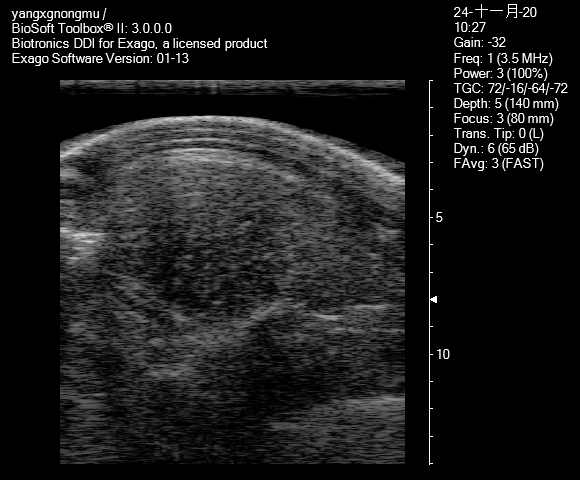 yangxgnongmu /
BioSoft Toolbox® II: 3.0.0.0
Biotronics DDI for Exago, a licensed product
Exago Software Version: 01-13
24-十一月-20
10:27
Gain: -32
Freq: 1 (3.5 MHz)
Power: 3 (100%)
TGC: 72/-16/-64/-72
Depth: 5 (140 mm)
Focus: 3 (80 mm)
Trans. Tip: 0 (L)
Dyn.: 6 (65 dB)
FAvg: 3 (FAST)
5
10